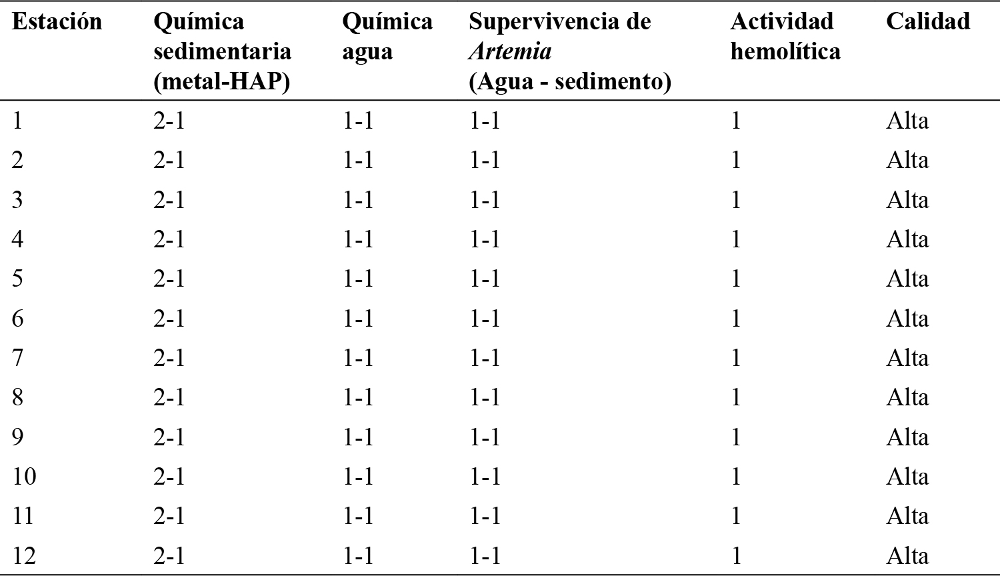 Estación Química Química Supervivencia de Actividad Calidad
sedimentaria agua Artemia hemolítica
(metal-HAP) (Agua - sedimento)
1 2-1 1-1 1-1 1 Alta
2 2-1 1-1 1-1 1 Alta
3 2-1 1-1 1-1 1 Alta
4 2-1 1-1 1-1 1 Alta
5 2-1 1-1 1-1 1 Alta
6 2-1 1-1 1-1 1 Alta
7 2-1 1-1 1-1 1 Alta
8 2-1 1-1 1-1 1 Alta
9 2-1 1-1 1-1 1 Alta
10 2-1 1-1 1-1 1 Alta
11 2-1 1-1 1-1 1 Alta
12 2-1 1-1 1-1 1 Alta